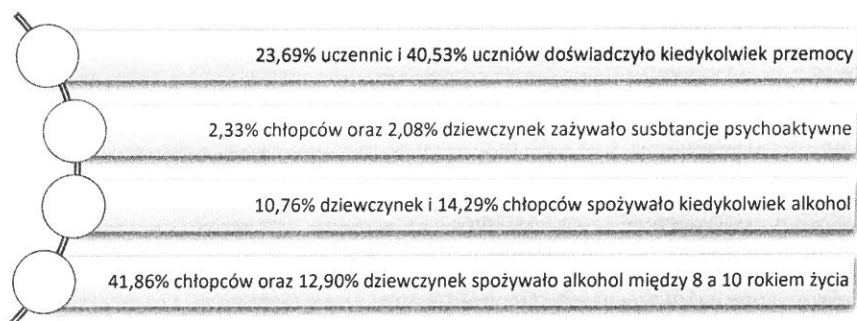 23,69% uczennic i 40,53% uczniów doświadczyło kiedykolwiek przemocy
2,33% chłopców oraz 2,08% dziewczynek zażywało susbtancje psychoaktywne
10,76% dziewczynek i 14,29% chłopców spożywało kiedykolwiek alkohol
41,86% chłopców oraz 12,90% dziewczynek spożywało alkohol między 8 a 10 rokiem życia